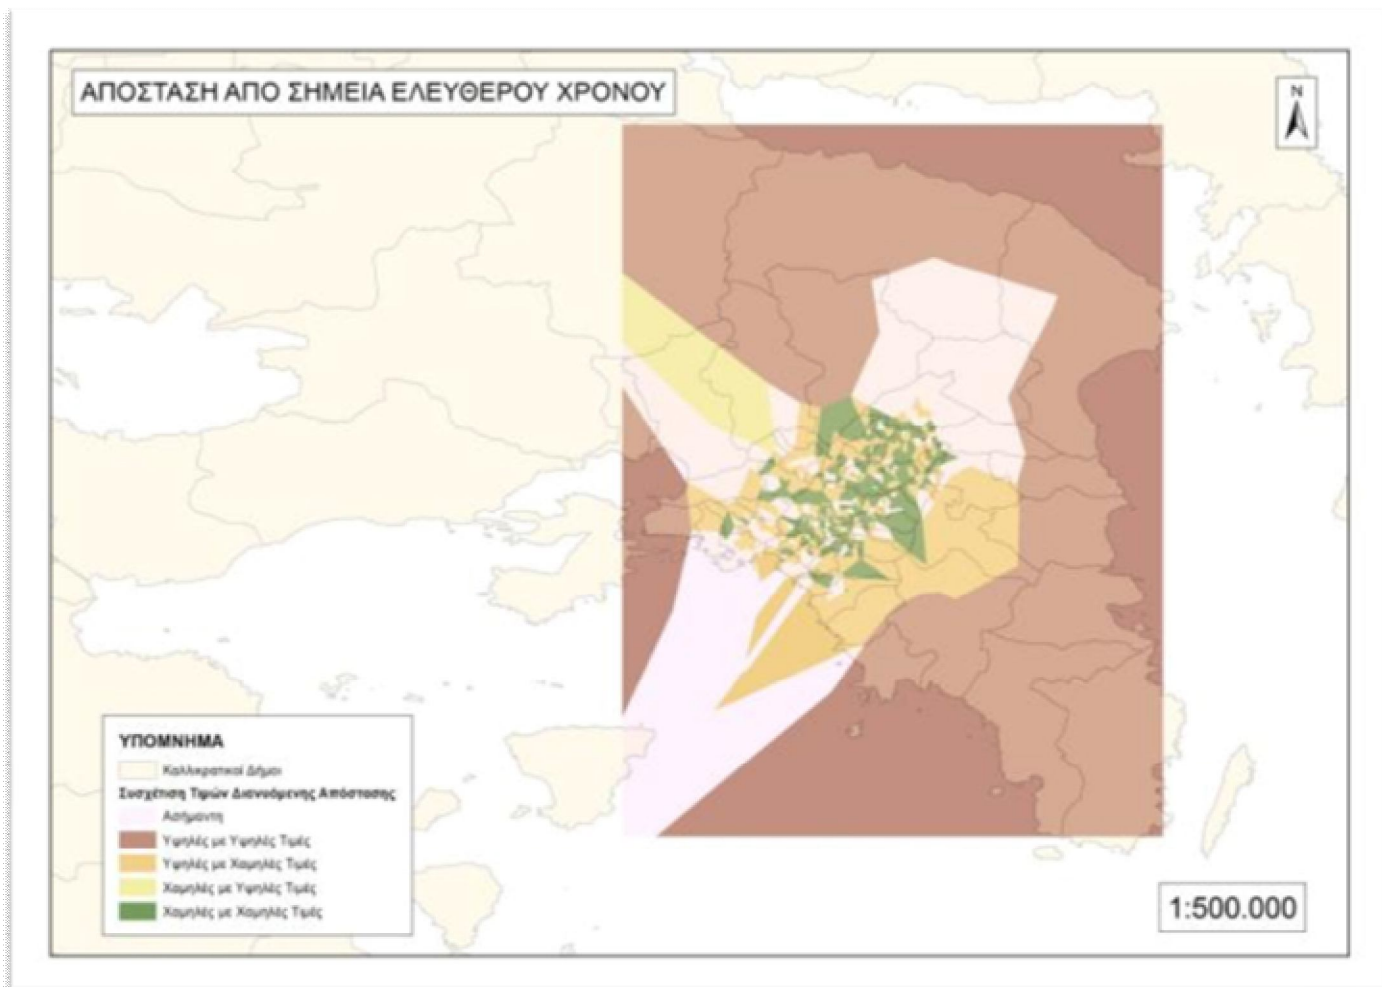 ΑΠΟΣΤΑΣΗ ΑΠΟ ΣΗΜΕΙΑ ΕΛΕΥΘΕΡΟΥ ΧΡΟΝΟΥ
N
ΥΠΟΜΝΗΜΑ
Καλλικρατικοί Δήμοι
Συσχέτιση Τιμών Διανυόμενης Απόστασης
Ασήμαντη
Υψηλές με Υψηλές Τιμές
Υψηλές με Χαμηλές Τιμές
Χαμηλές με Υψηλές Τιμές
Χαμηλές με Χαμηλές Τιμές
1:500.000